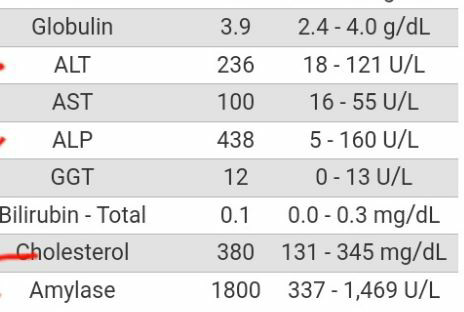 Globulin 3.9 2.4 - 4.0 g/dL
ALT 236 18 - 121 U/L
AST 100 16 - 55 U/L
ALP 438 5 - 160 U/L
GGT 12 0 - 13 U/L
Bilirubin - Total 0.1 0.0 - 0.3 mg/dL
Cholesterol 380 131 - 345 mg/dL
Amylase 1800 337 - 1,469 U/L